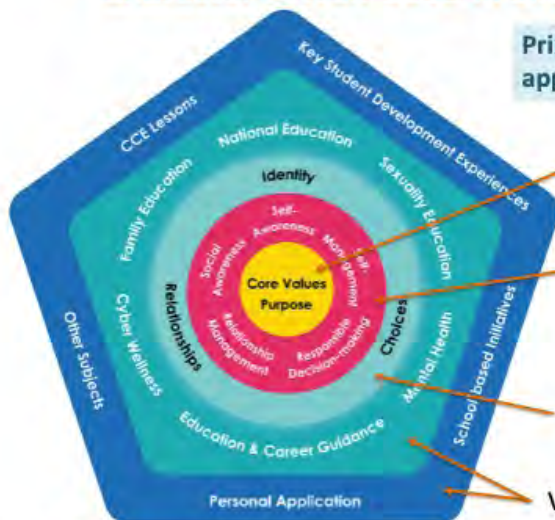 Pri
app
Key Student Development Experiences
CCE Lessons
National Education
Family Education
Sexuality Education
Identity
Self-
Awareness
Self-
Management
Social
Awareness
Core Values
Purpose
Relationships
Choices
Relationship
Management
Responsible
Decision-making
Cyber Wellness
Mental Health
Other Subjects
School based Initiatives
Education & Career Guidance
Personal Application
V